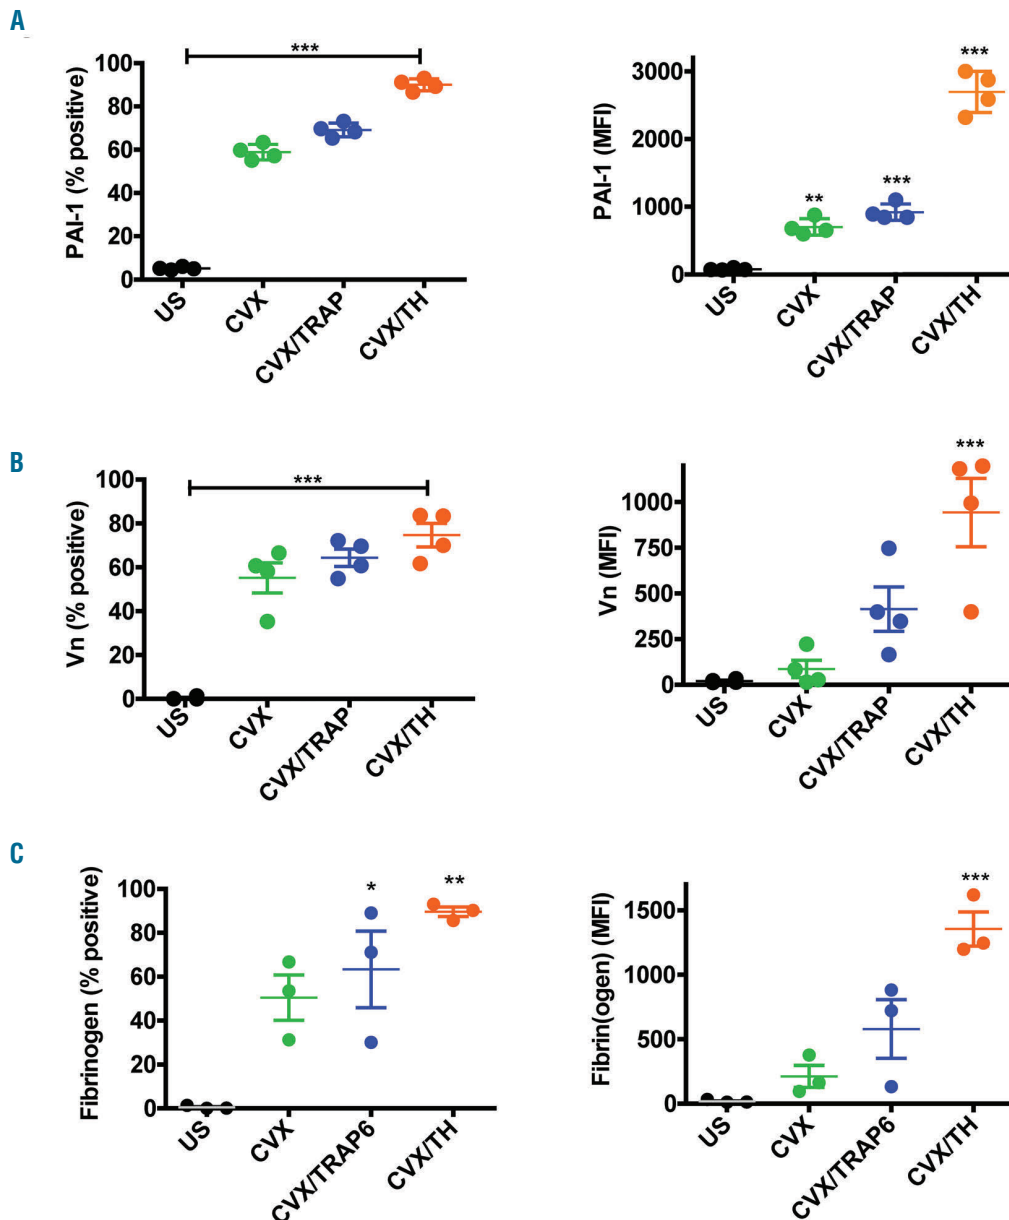 A
PAI-1 (% positive)
100
80
60
40
20
0
***
US
CVX
CVX/TRAP
CVX/TH
PAI-1 (MFI)
3000
2000
1000
0
**
***
***
US
CVX
CVX/TRAP
CVX/TH
B
Vn (% positive)
100
80
60
40
20
0
***
US
CVX
CVX/TRAP
CVX/TH
Vn (MFI)
1000
750
500
250
0
***
US
CVX
CVX/TRAP
CVX/TH
C
Fibrinogen (% positive)
100
80
60
40
20
0
*
**
US
CVX
CVX/TRAP6
CVX/TH
Fibrin(ogen) (MFI)
1500
1000
500
0
***
US
CVX
CVX/TRAP6
CVX/TH